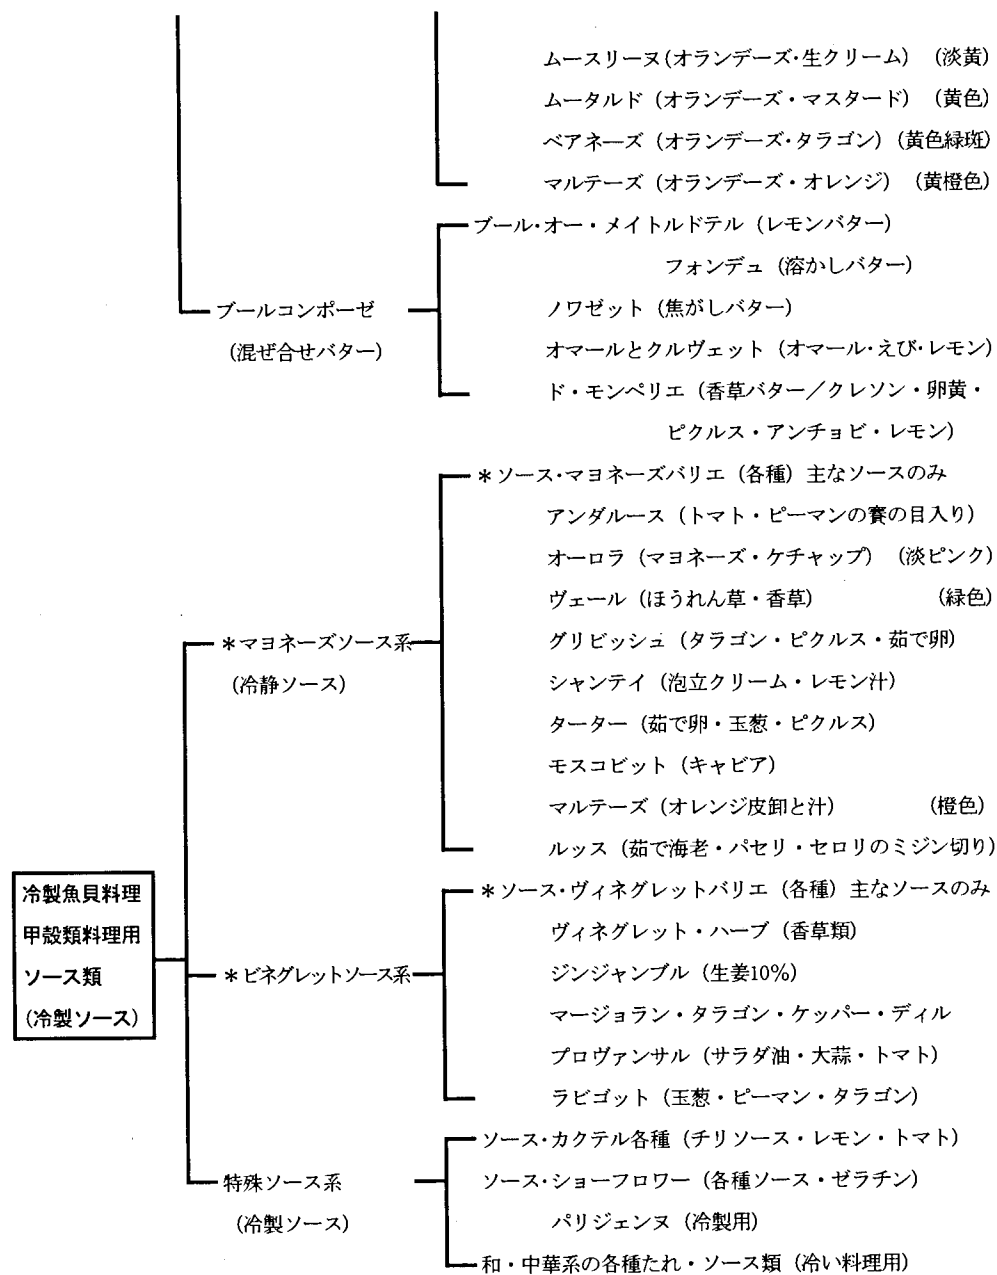 ムースリーヌ(オランデーズ・生クリーム) (淡黄)
ムータルド(オランデーズ・マスタード) (黄色)
ベアネーズ(オランデーズ・タラゴン)(黄色緑斑)
マルテーズ(オランデーズ・オレンジ) (黄橙色)
ブール・オー・メイトルドテル(レモンバター)
フォンデュ(溶かしバター)
ブールコンポーゼ
ノワゼット(焦がしバター)
(混ぜ合せバター)
オマールとクルヴェット(オマール・えび・レモン)
ド・モンペリエ(香草バター/クレソン・卵黄・
ピクルス・アンチョビ・レモン)
*ソース・マヨネーズバリエ(各種)主なソースのみ
アンダルース(トマト・ピーマンの賽の目入り)
オーロラ(マヨネーズ・ケチャップ) (淡ピンク)
ヴェール(ほうれん草・香草) (緑色)
*マヨネーズソース系
グリビッシュ(タラゴン・ピクルス・茹で卵)
(冷静ソース)
シャンテイ(泡立クリーム・レモン汁)
ターター(茹で卵・玉葱・ピクルス)
モスコビット(キャビア)
マルテーズ(オレンジ皮卸と汁) (橙色)
ルッス(茹で海老・パセリ・セロリのミジン切り)
冷製魚貝料理
甲殻類料理用
ソース類
(冷製ソース)
*ソース・ヴィネグレットバリエ(各種)主なソースのみ
ヴィネグレット・ハーブ(香草類)
*ビネグレットソース系
ジンジャンブル(生姜10%)
マージョラン・タラゴン・ケッパー・ディル
プロヴァンサル(サラダ油・大蒜・トマト)
ラビゴット(玉葱・ピーマン・タラゴン)
ソース・カクテル各種(チリソース・レモン・トマト)
特殊ソース系
ソース・ショーフロワー(各種ソース・ゼラチン)
(冷製ソース)
パリジェンヌ(冷製用)
和・中華系の各種たれ・ソース類(冷い料理用)